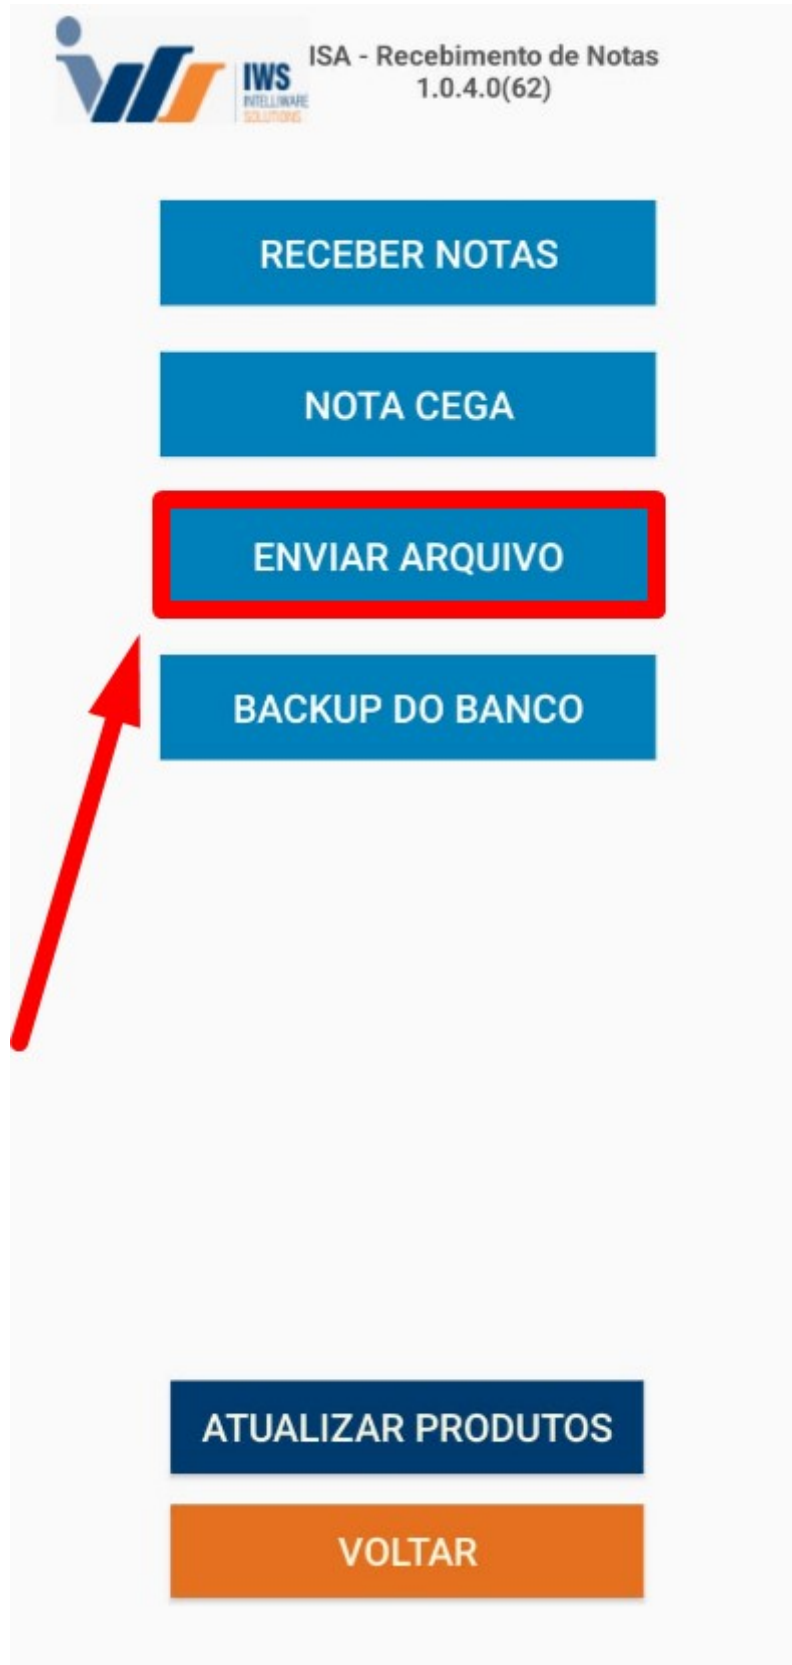 IWS
INTELLIWARE
SOLUTIONS
ISA - Recebimento de Notas
1.0.4.0(62)
RECEBER NOTAS
NOTA CEGA
ENVIAR ARQUIVO
BACKUP DO BANCO
ATUALIZAR PRODUTOS
VOLTAR